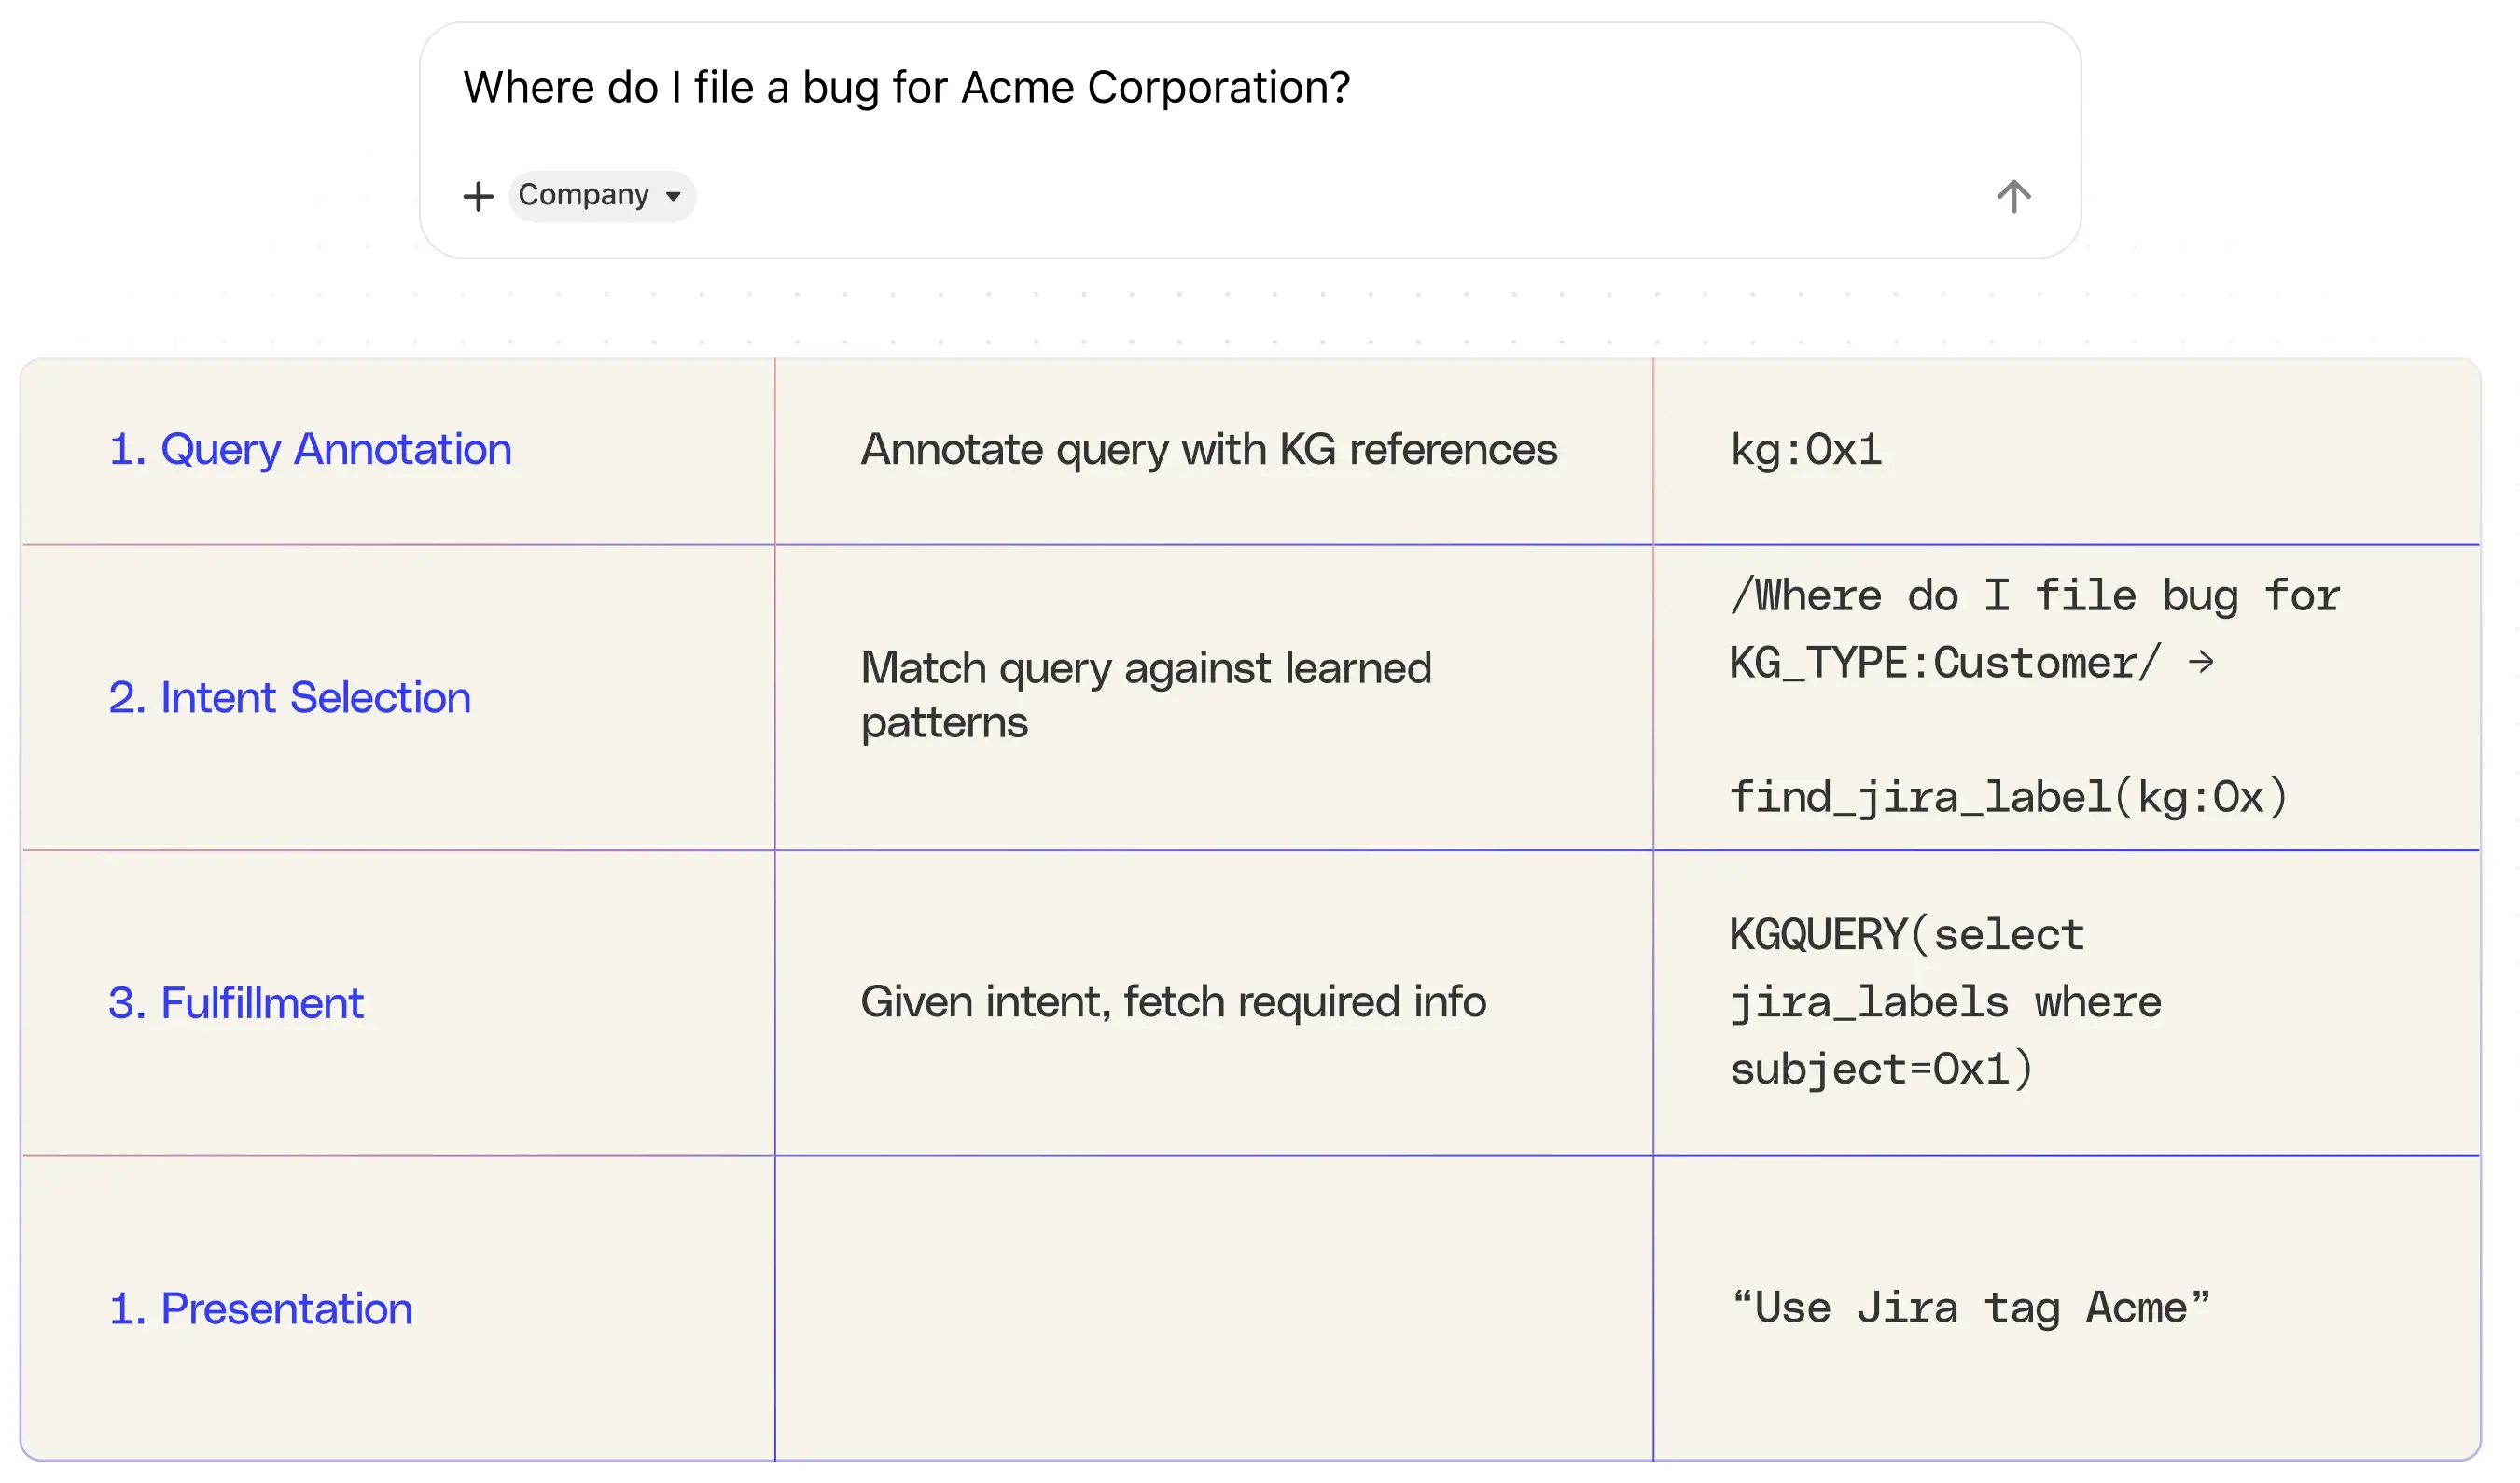 Where do I file a bug for Acme Corporation?
Company
1. Query Annotation
Annotate query with KG references
kg:0x1
2. Intent Selection
Match query against learned
patterns
/Where do I file bug for
KG_TYPE:Customer/ →
find_jira_label(kg:0x)
3. Fulfillment
Given intent, fetch required info
KGQUERY(select
jira_labels where
subject=0x1)
1. Presentation
“Use Jira tag Acme”